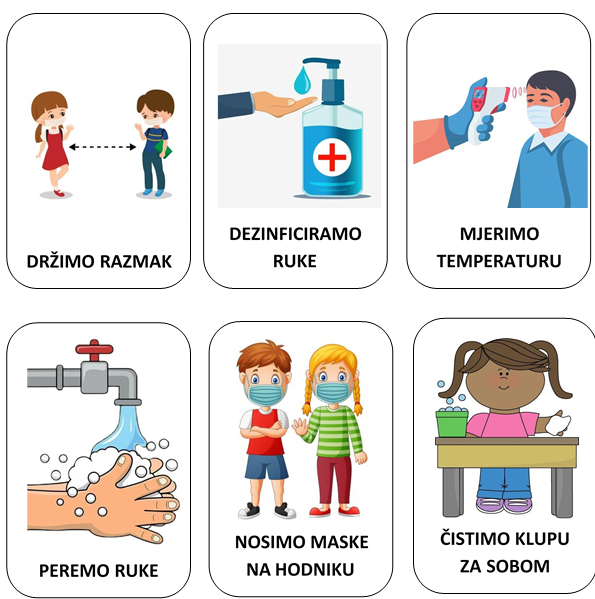 DRŽIMO RAZMAK
DEZINFICIRAMO
RUKE
MJERIMO
TEMPERATURU
PEREMO RUKE
NOSIMO MASKE
NA HODNIKU
ČISTIMO KLUPU
ZA SOBOM